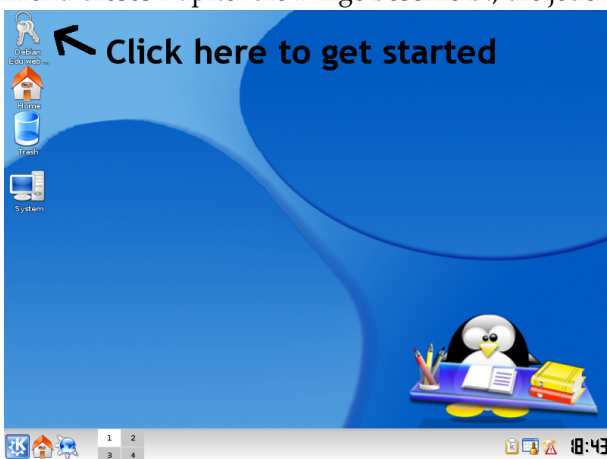 Click here to get started
Debian
Edu web ...
Home
Trash
System
1 2
3 4
18:43